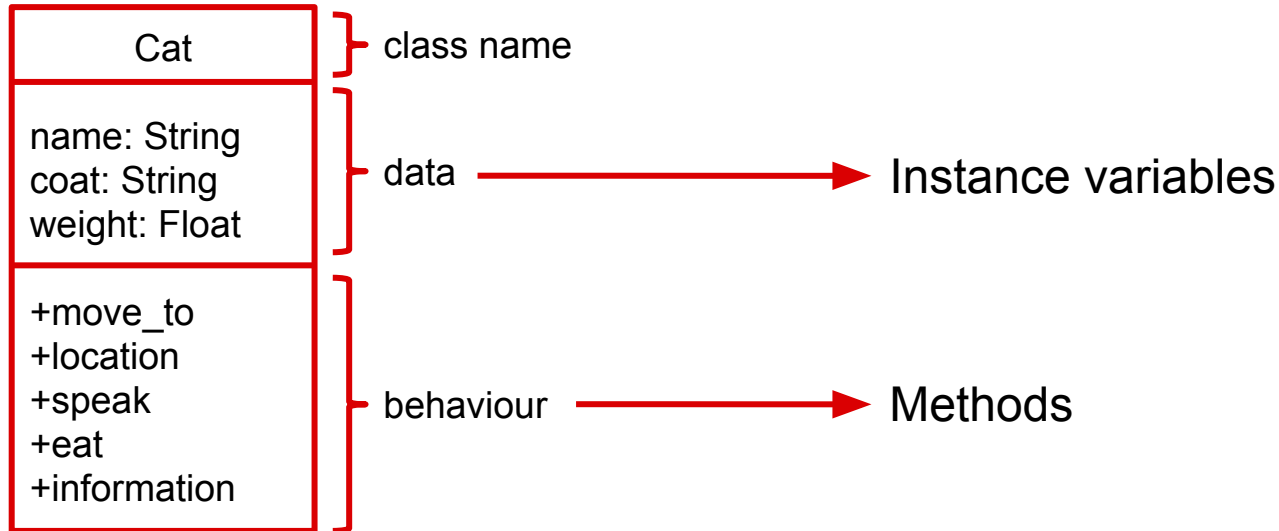 Cat
class name
name: String
coat: String
weight: Float
data
Instance variables
+move_to
+location
+speak
+eat
+information
behaviour
Methods